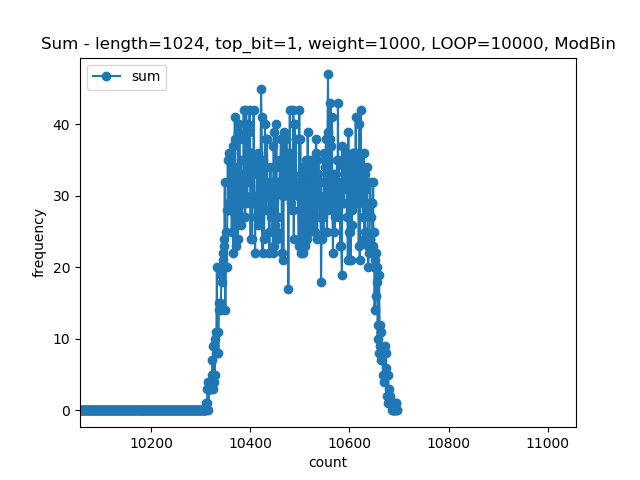 Sum - length=1024, top_bit=1, weight=1000, LOOP=10000, ModBin
sum
40
30
20
10
0
frequency
10200
10400
10600
10800
11000
count